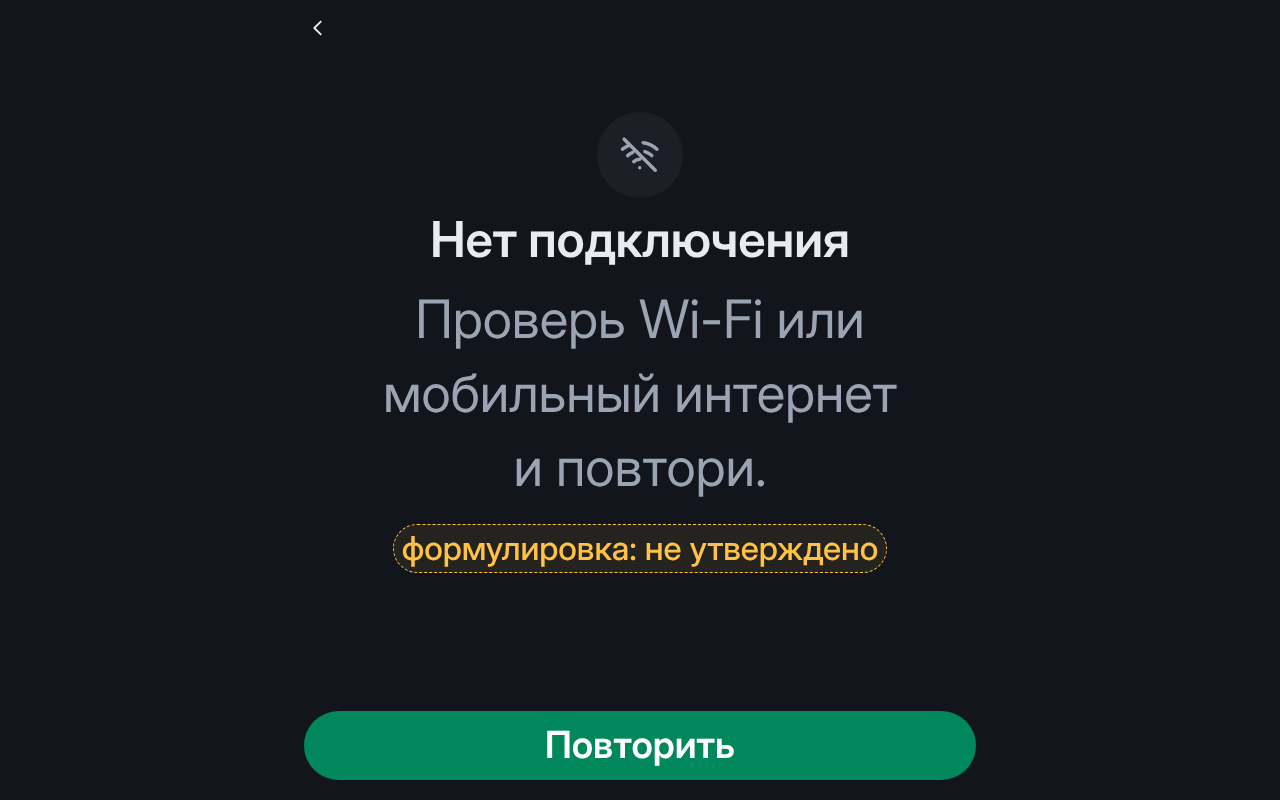 Нет подключения
Проверь Wi-Fi или
мобильный интернет
и повтори.
формулировка: не утверждено
Повторить